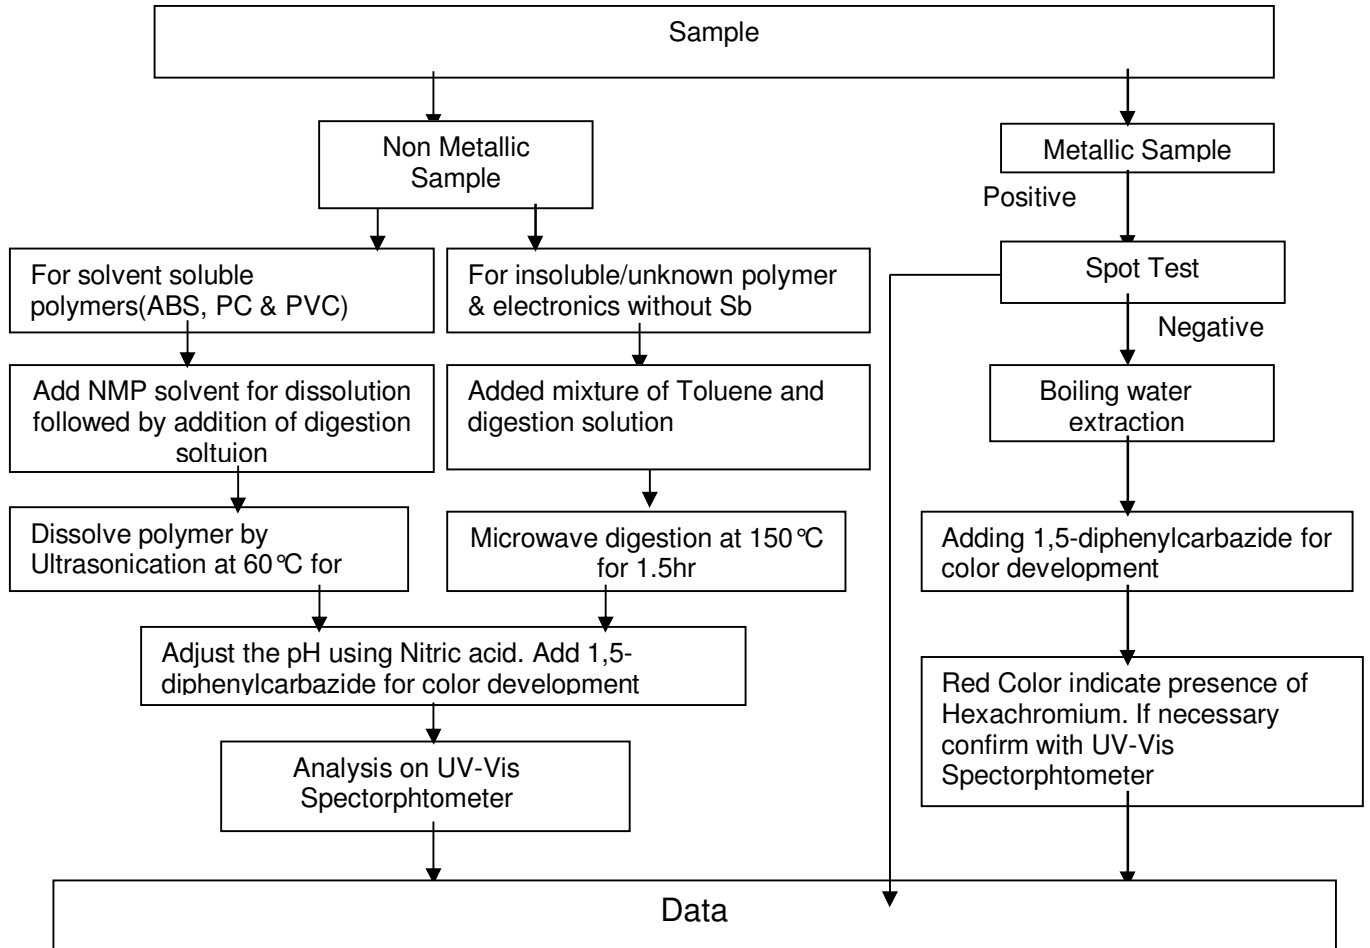 Sample
Non Metallic
Sample
Metallic Sample
Positive
For solvent soluble
polymers(ABS, PC & PVC)
For insoluble/unknown polymer
& electronics without Sb
Spot Test
Negative
Add NMP solvent for dissolution
followed by addition of digestion
soltuion
Added mixture of Toluene and
digestion solution
Boiling water
extraction
Dissolve polymer by
Ultrasonication at 60°C for
Microwave digestion at 150°C
for 1.5hr
Adding 1,5-diphenylcarbazide for
color development
Adjust the pH using Nitric acid. Add 1,5-
diphenylcarbazide for color development
Red Color indicate presence of
Hexachromium. If necessary
confirm with UV-Vis
Spectorphtometer
Analysis on UV-Vis
Spectorphtometer
Data